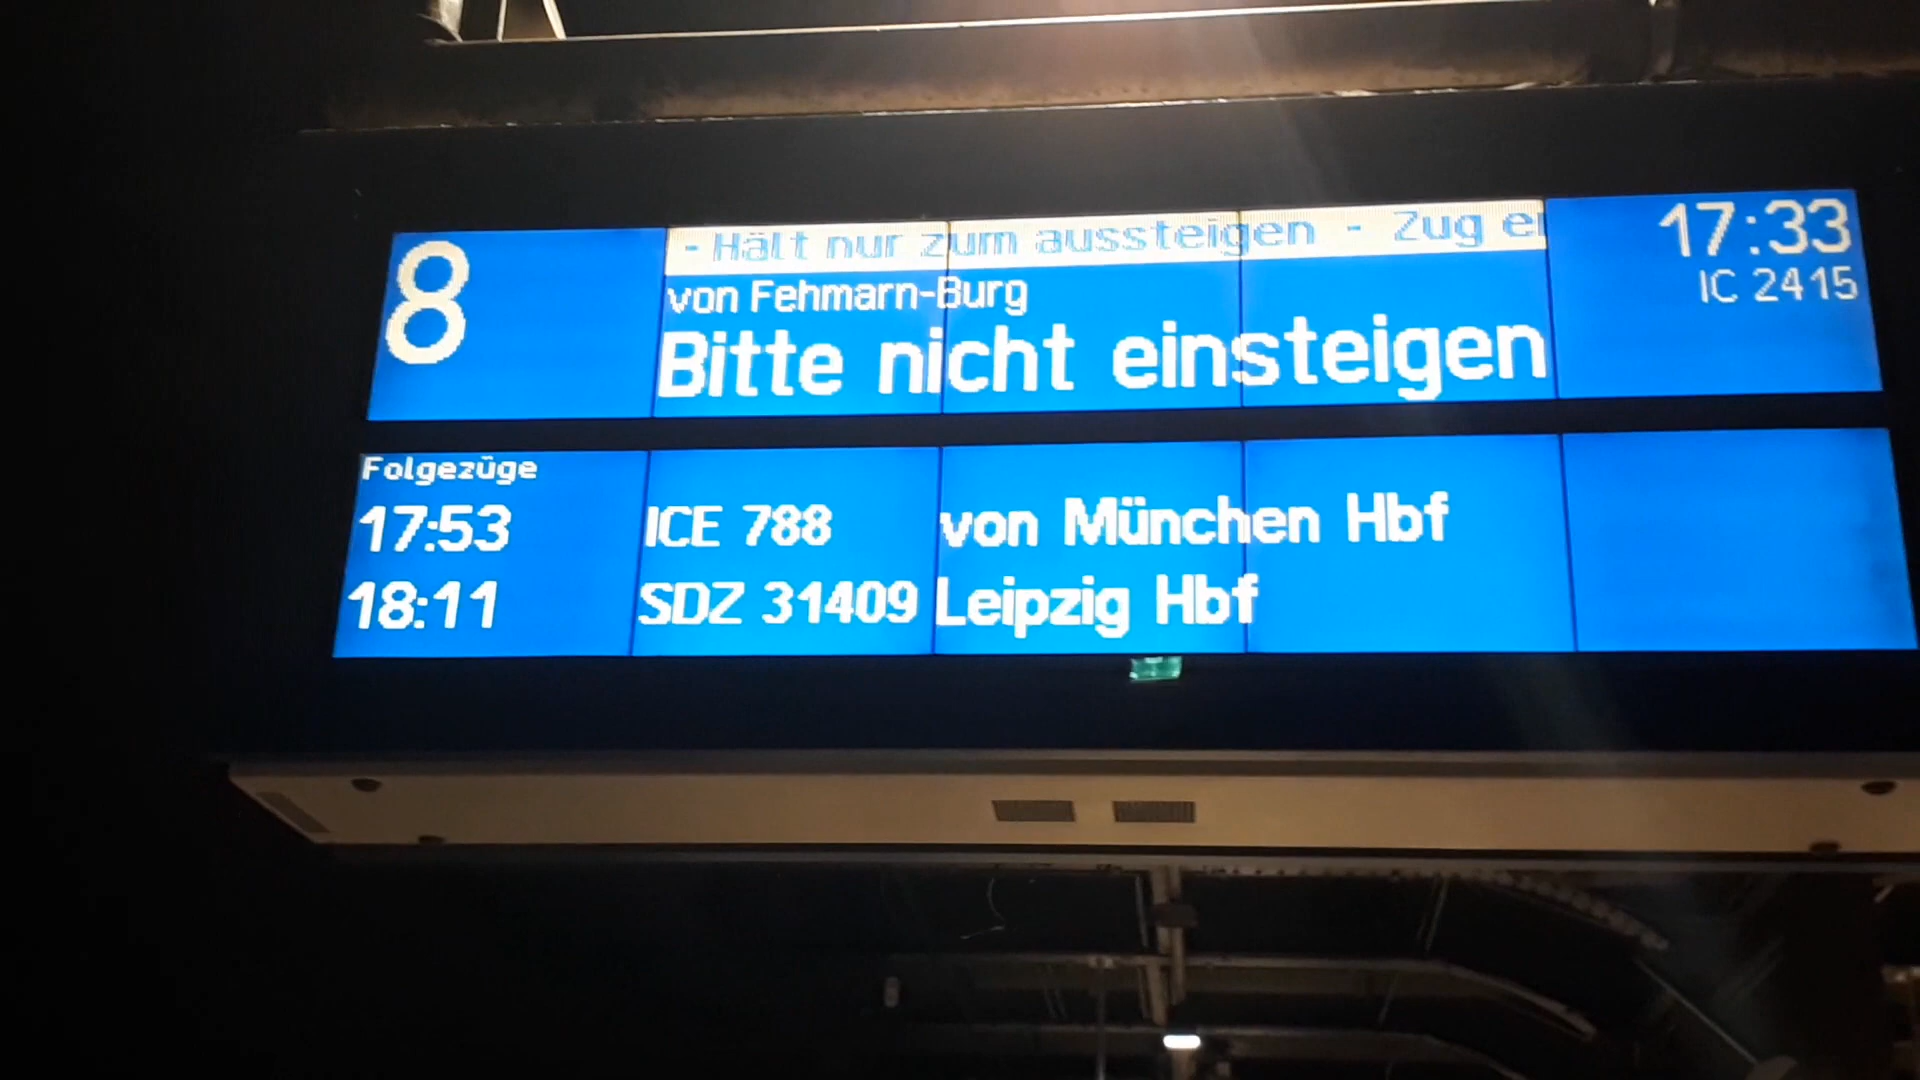 8
- Hält nur zum aussteigen - Zug
17:33
von Fehmarn-Burg
IC 2415
Bitte nicht einsteigen
Folgezüge
17:53 ICE 788 von München Hbf
18:11 SDZ 31409 Leipzig Hbf